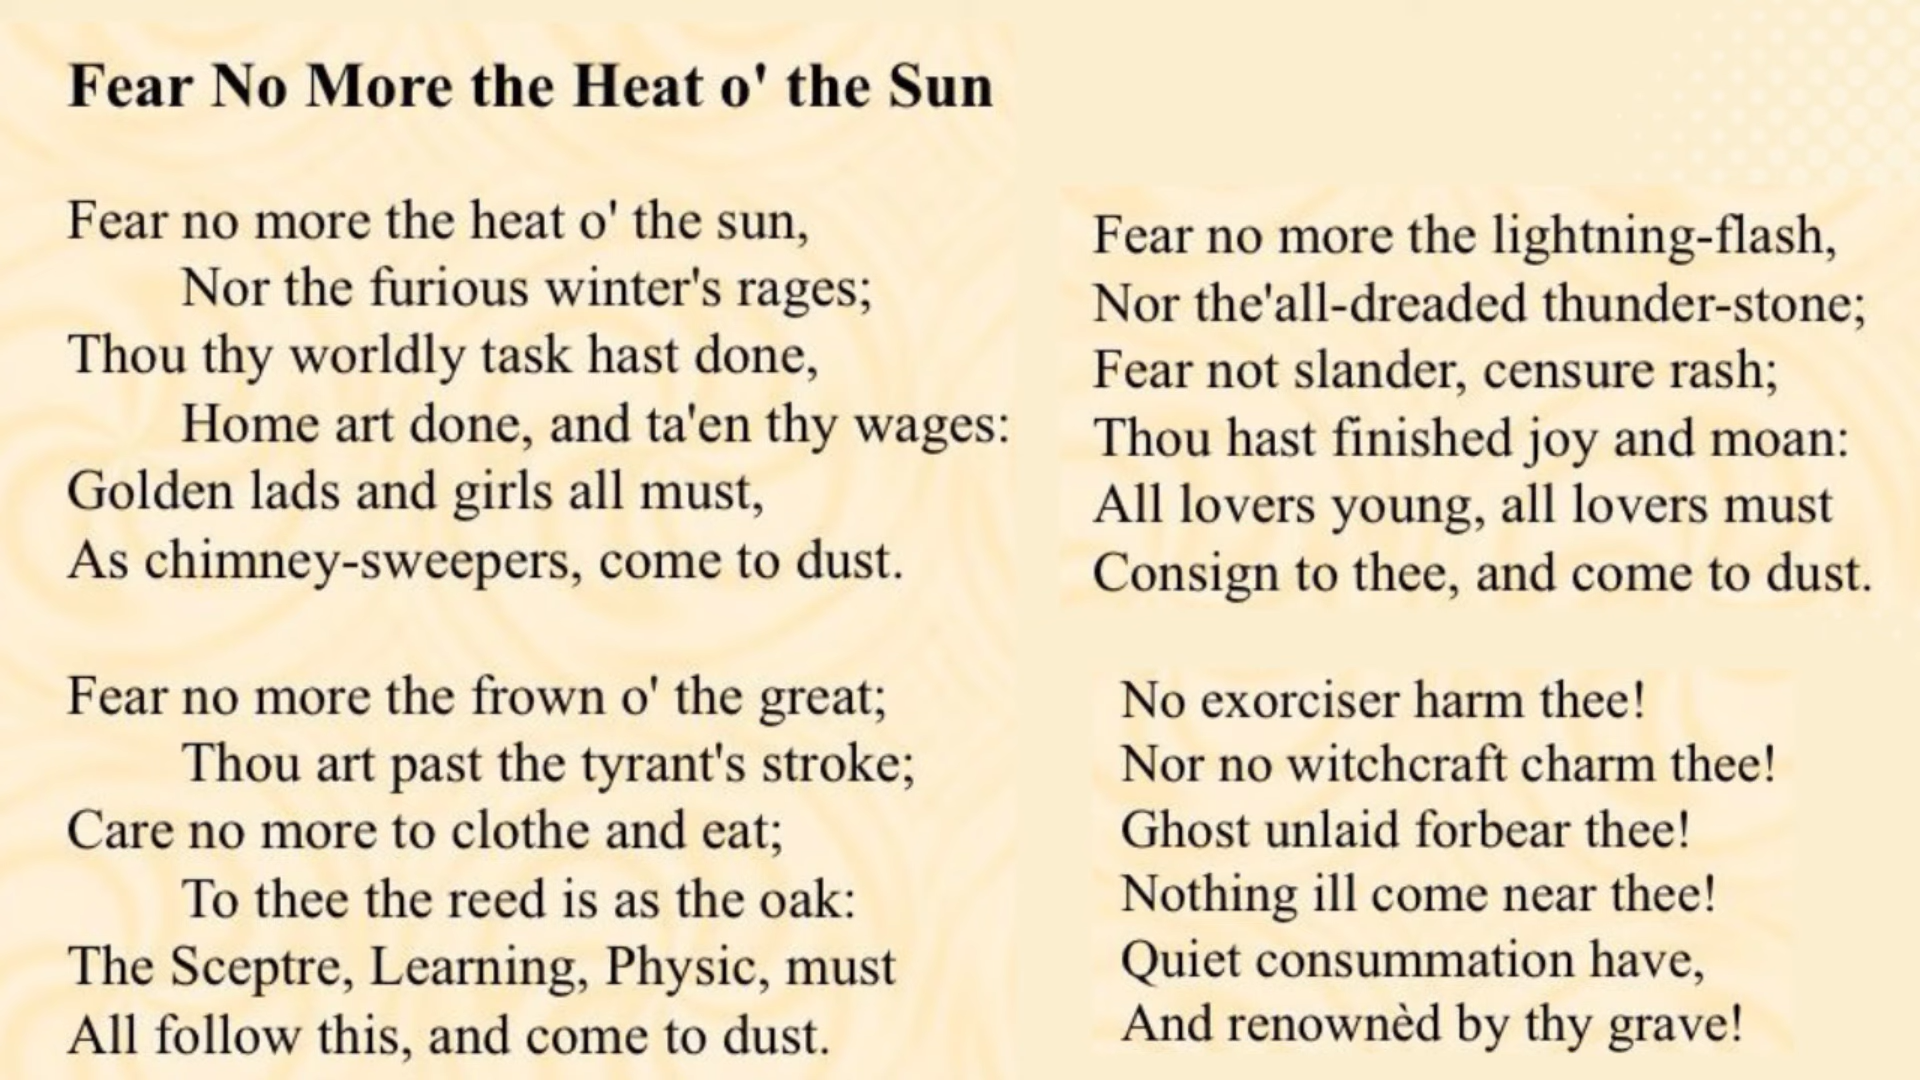 Fear No More the Heat o' the Sun
Fear no more the heat o' the sun,
Nor the furious winter's rages;
Thou thy worldly task hast done,
Home art done, and ta'en thy wages:
Golden lads and girls all must,
As chimney-sweepers, come to dust.
Fear no more the frown o' the great;
Thou art past the tyrant's stroke;
Care no more to clothe and eat;
To thee the reed is as the oak:
The Sceptre, Learning, Physic, must
All follow this, and come to dust.
Fear no more the lightning-flash,
Nor the'all-dreaded thunder-stone;
Fear not slander, censure rash;
Thou hast finished joy and moan:
All lovers young, all lovers must
Consign to thee, and come to dust.
No exorciser harm thee!
Nor no witchcraft charm thee!
Ghost unlaid forbear thee!
Nothing ill come near thee!
Quiet consummation have,
And renownèd by thy grave!